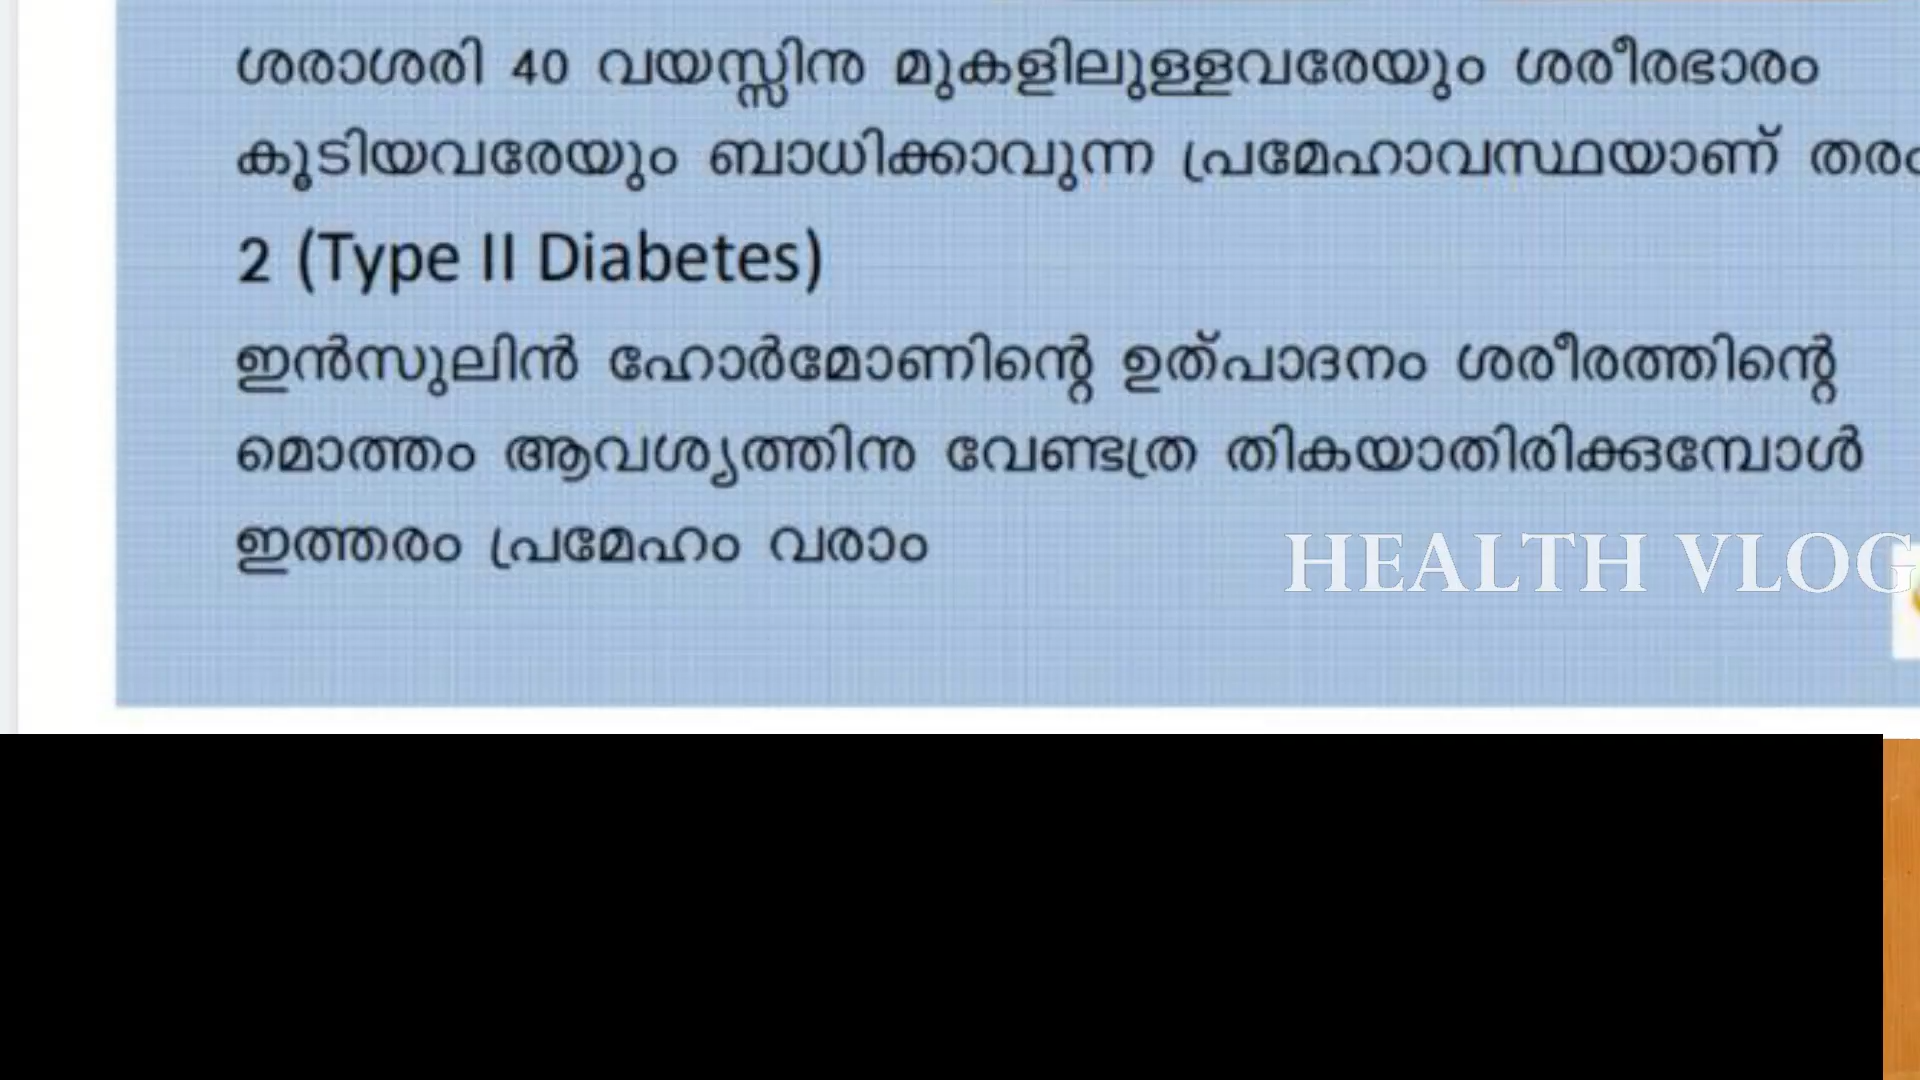 ശരാശരി 40 വയസ്സിനു മുകളിലുള്ളവരേയും ശരീരഭാരം
കൂടിയവരേയും ബാധിക്കാവുന്ന പ്രമേഹാവസ്ഥയാണ് തരം
2 (Type II Diabetes)
ഇൻസുലിൻ ഹോർമോണിന്റെ ഉത്പാദനം ശരീരത്തിന്റെ
മൊത്തം ആവശ്യത്തിനു വേണ്ടത്ര തികയാതിരിക്കുമ്പോൾ
ഇത്തരം പ്രമേഹം വരാം
HEALTH VLOG